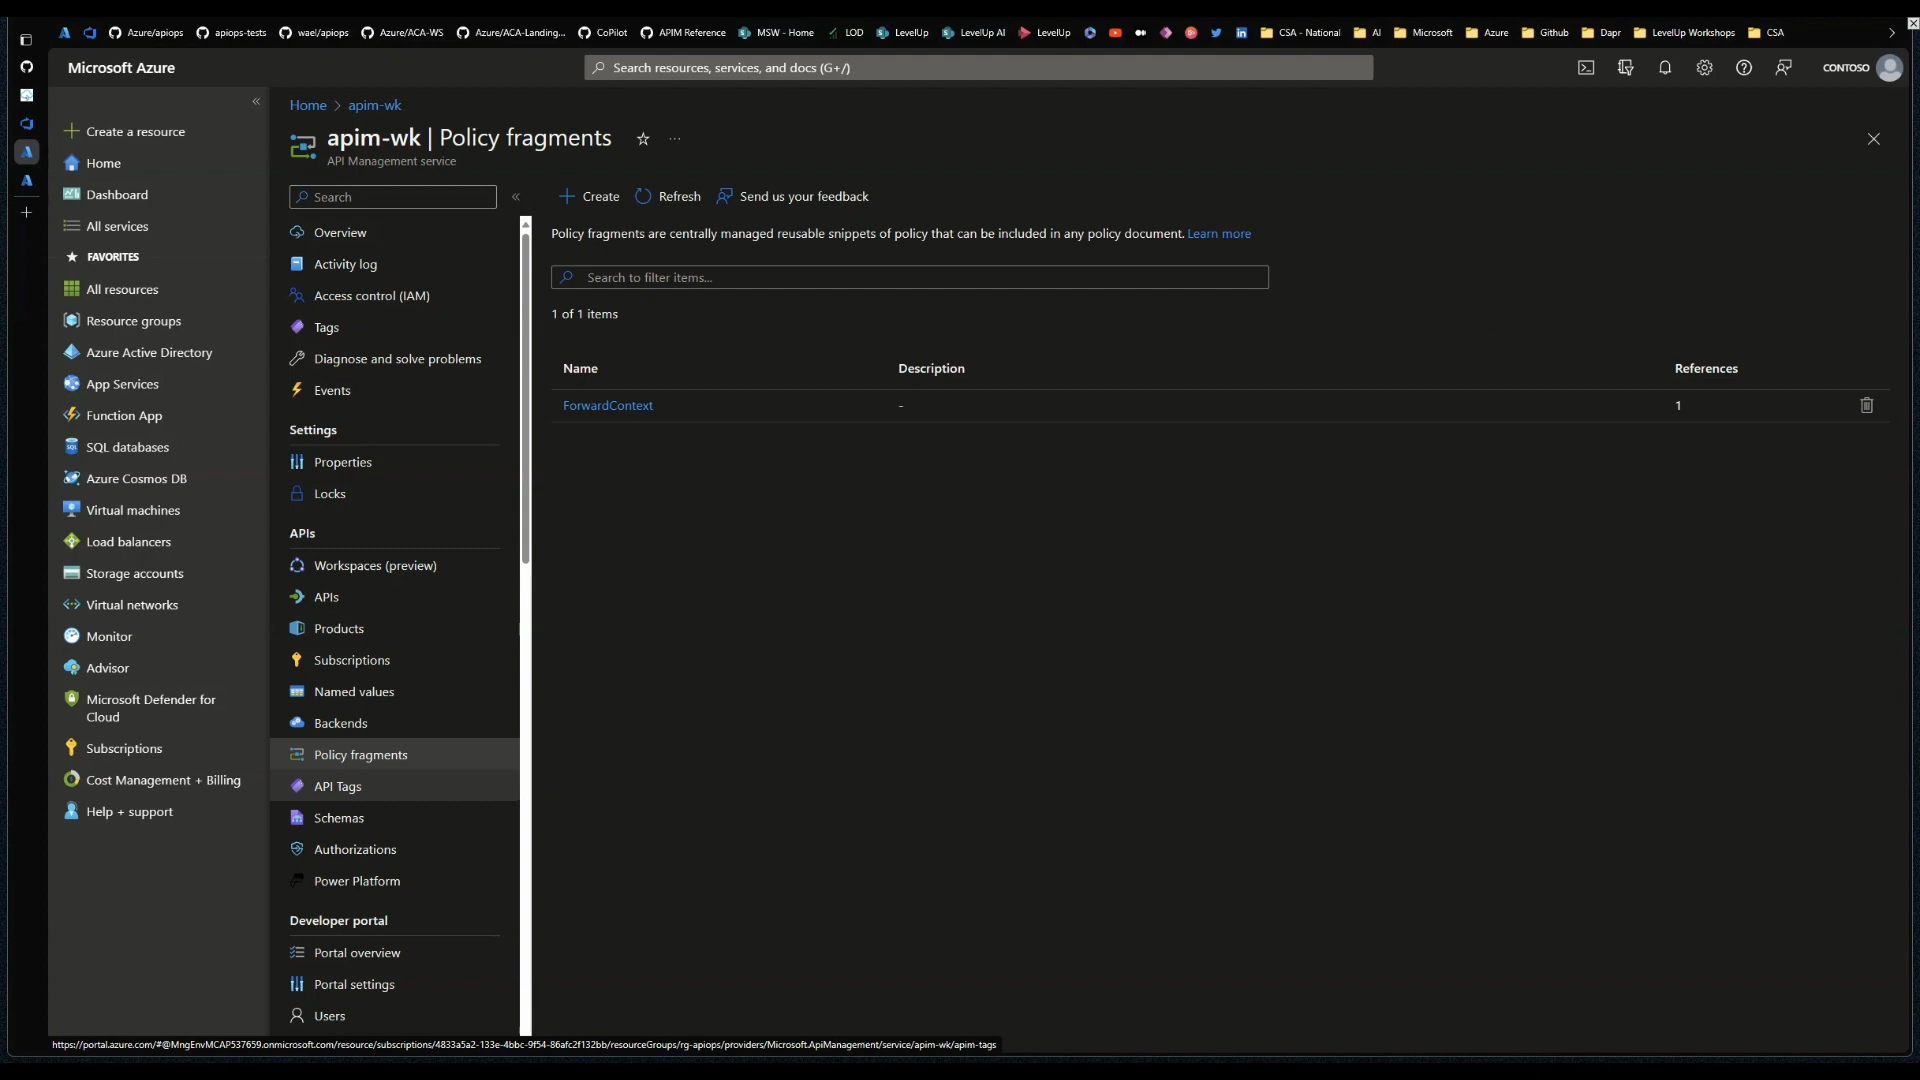 Azure/apiops
apiops-tests
wael/apiops
Azure/ACA-WS
Azure/ACA-Landing...
CoPilot
APIM Reference
MSW - Home
LOD
LevelUp
LevelUp AI
LevelUp
CSA - National
AI
Microsoft
Azure
Github
Dapr
LevelUp Workshops
CSA
Microsoft Azure
Search resources, services, and docs (G+/)
CONTOSO
Create a resource
Home
Dashboard
All services
FAVORITES
All resources
Resource groups
Azure Active Directory
App Services
Function App
SQL databases
Azure Cosmos DB
Virtual machines
Load balancers
Storage accounts
Virtual networks
Monitor
Advisor
Microsoft Defender for
Cloud
Subscriptions
Cost Management + Billing
Help + support
Home > apim-wk
apim-wk | Policy fragments
API Management service
Search
Overview
Activity log
Access control (IAM)
Tags
Diagnose and solve problems
Events
Settings
Properties
Locks
APIs
Workspaces (preview)
APIs
Products
Subscriptions
Named values
Backends
Policy fragments
API Tags
Schemas
Authorizations
Power Platform
Developer portal
Portal overview
Portal settings
Users
Create
Refresh
Send us your feedback
Policy fragments are centrally managed reusable snippets of policy that can be included in any policy document. Learn more
Search to filter items...
1 of 1 items
Name Description References
ForwardContext - 1
https://portal.azure.com/#@MngEnvMCAP537659.onmicrosoft.com/resource/subscriptions/4833a5a2-133e-4bbc-9f54-86afc2f132bb/resourceGroups/rg-apiops/providers/Microsoft.ApiManagement/service/apim-wk/apim-tags